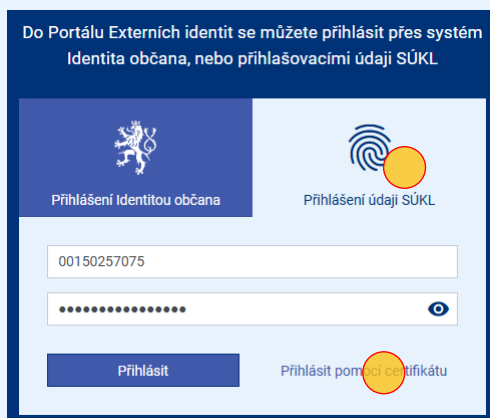 Do Portálu Externích identit se můžete přihlásit přes systém
Identita občana, nebo přihlašovacími údaji SÚKL
Přihlášení Identitou občana
Přihlášení údaji SÚKL
00150257075
••••••••••••••••
Přihlásit
Přihlásit pomocí certifikátu